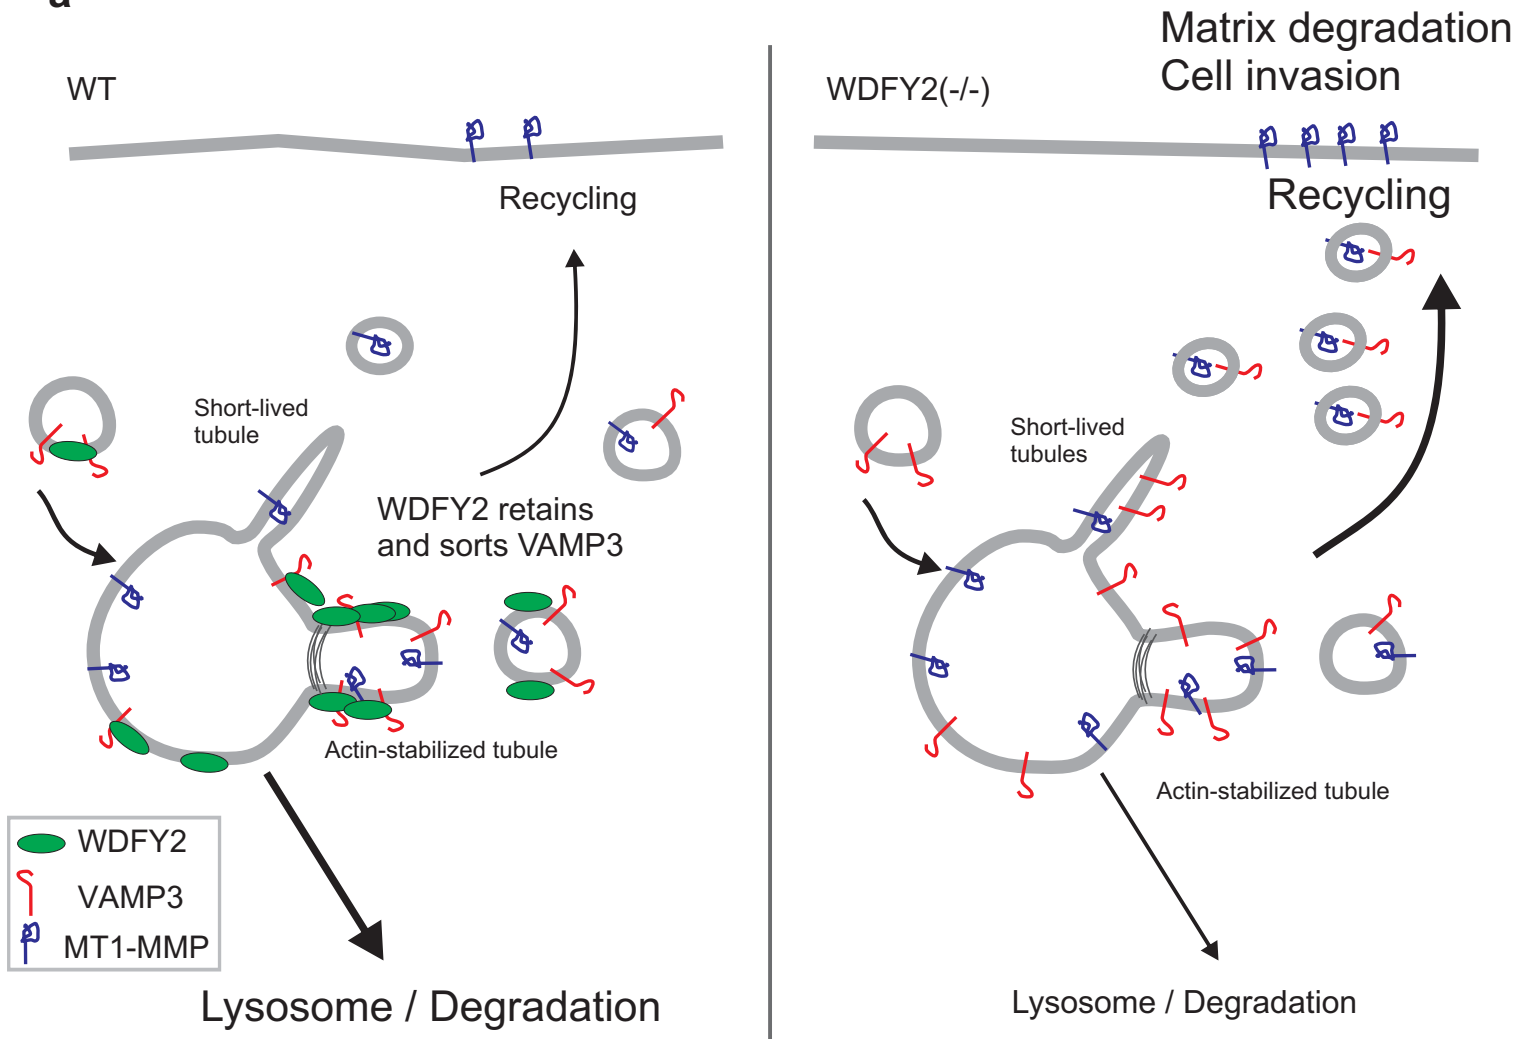 a
WT
Recycling
Short-lived
tubule
WDFY2 retains
and sorts VAMP3
Actin-stabilized tubule
WDFY2
VAMP3
MT1-MMP
Lysosome / Degradation
Matrix degradation
Cell invasion
WDFY2(-/-)
Recycling
Short-lived
tubules
Actin-stabilized tubule
Lysosome / Degradation